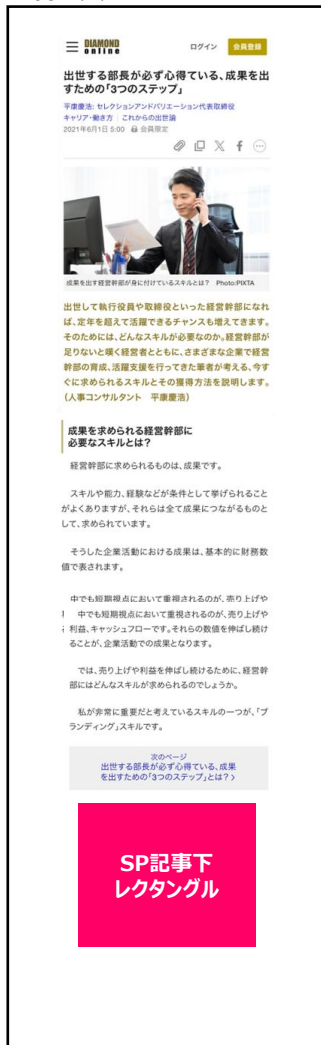 DIAMOND
online
ログイン
会員登録
出世する部長が必ず心得ている、成果を出
すための「3つのステップ」
平康慶浩: セレクションアンドバリエーション代表取締役
キャリア・働き方 | これからの出世論
2021年6月1日 5:00 会員限定
成果を出す経営幹部が身に付けているスキルとは? Photo:PIXTA
出世して執行役員や取締役といった経営幹部になれ
ば、定年を超えて活躍できるチャンスも増えてきます。
そのためには、どんなスキルが必要なのか。経営幹部が
足りないと嘆く経営者とともに、さまざまな企業で経営
幹部の育成、活躍支援を行ってきた筆者が考える、今す
ぐに求められるスキルとその獲得方法を説明します。
(人事コンサルタント 平康慶浩)
成果を求められる経営幹部に
必要なスキルとは?
経営幹部に求められるものは、成果です。
スキルや能力、経験などが条件として挙げられること
がよくありますが、それらは全て成果につながるものと
して、求められています。
そうした企業活動における成果は、基本的に財務数
値で表されます。
中でも短期視点において重視されるのが、売り上げや
中でも短期視点において重視されるのが、売り上げや
利益、キャッシュフローです。それらの数値を伸ばし続け
ることが、企業活動での成果となります。
では、売り上げや利益を伸ばし続けるために、経営幹
部にはどんなスキルが求められるのでしょうか。
私が非常に重要だと考えているスキルの一つが、「ブ
ランディング」スキルです。
次のページ
出世する部長が必ず心得ている、成果
を出すための「3つのステップ」とは? >
SP記事下
レクタングル